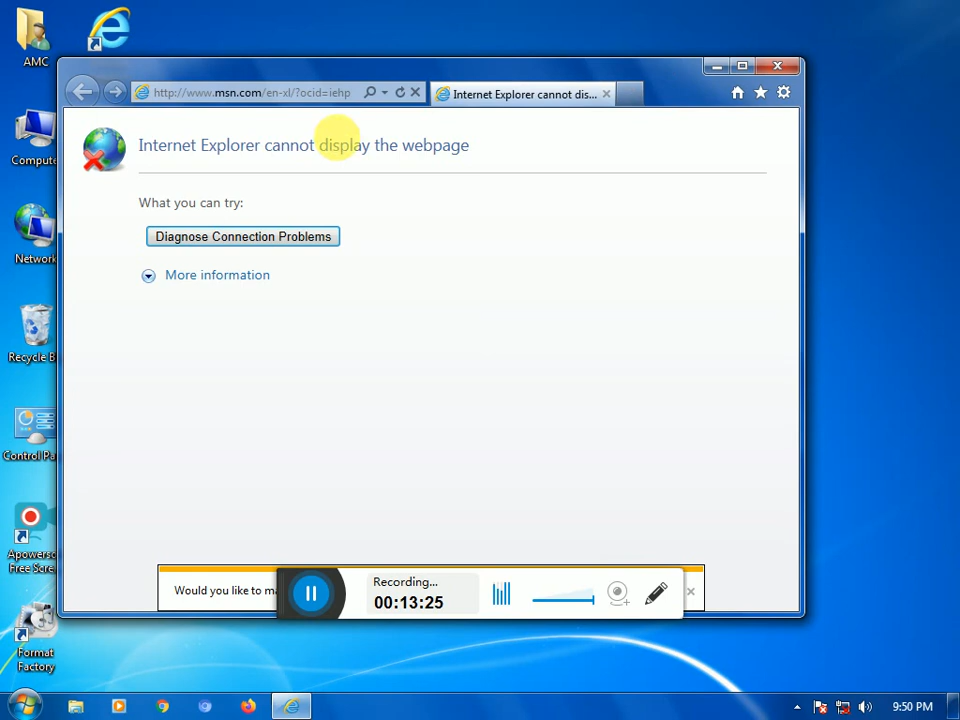 AMC
Compute
Network
Recycle B
Control Pa
Apowerso
Free Scre
Format
Factory
http://www.msn.com/en-xl/?ocid=iehp
Internet Explorer cannot dis...
Internet Explorer cannot display the webpage
What you can try:
Diagnose Connection Problems
More information
Would you like to ma
Recording...
00:13:25
9:50 PM